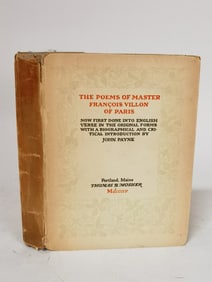 THE POEMS OF MASTER
FRANÇOIS VILLON
OF PARIS
NOW FIRST DONE INTO ENGLISH
VERSE IN THE ORIGINAL FORMS
WITH A BIOGRAPHICAL AND CRI-
TICAL INTRODUCTION BY
JOHN PAYNE
Portland, Maine
THOMAS B. MOSHER